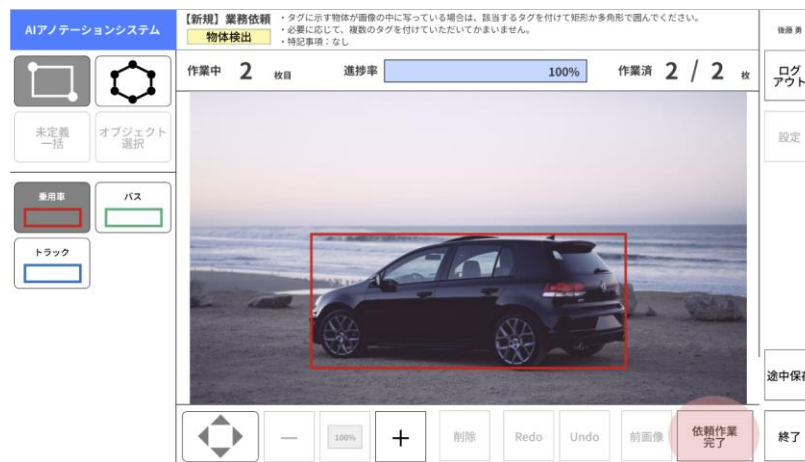 AIアノテーションシステム
【新規】業務依頼
物体検出
・タグに示す物体が画像の中に写っている場合は、該当するタグを付けて矩形か多角形で囲んでください。
・必要に応じて、複数のタグを付けていただいてかまいません。
・特記事項：なし
後藤 勇
作業中 2 枚目
進捗率 100%
作業済 2 / 2 枚
ログ
アウト
未定義
一括
オブジェクト
選択
設定
乗用車
バス
トラック
途中保存
－
100%
＋
削除
Redo
Undo
前画像
依頼作業
完了
終了